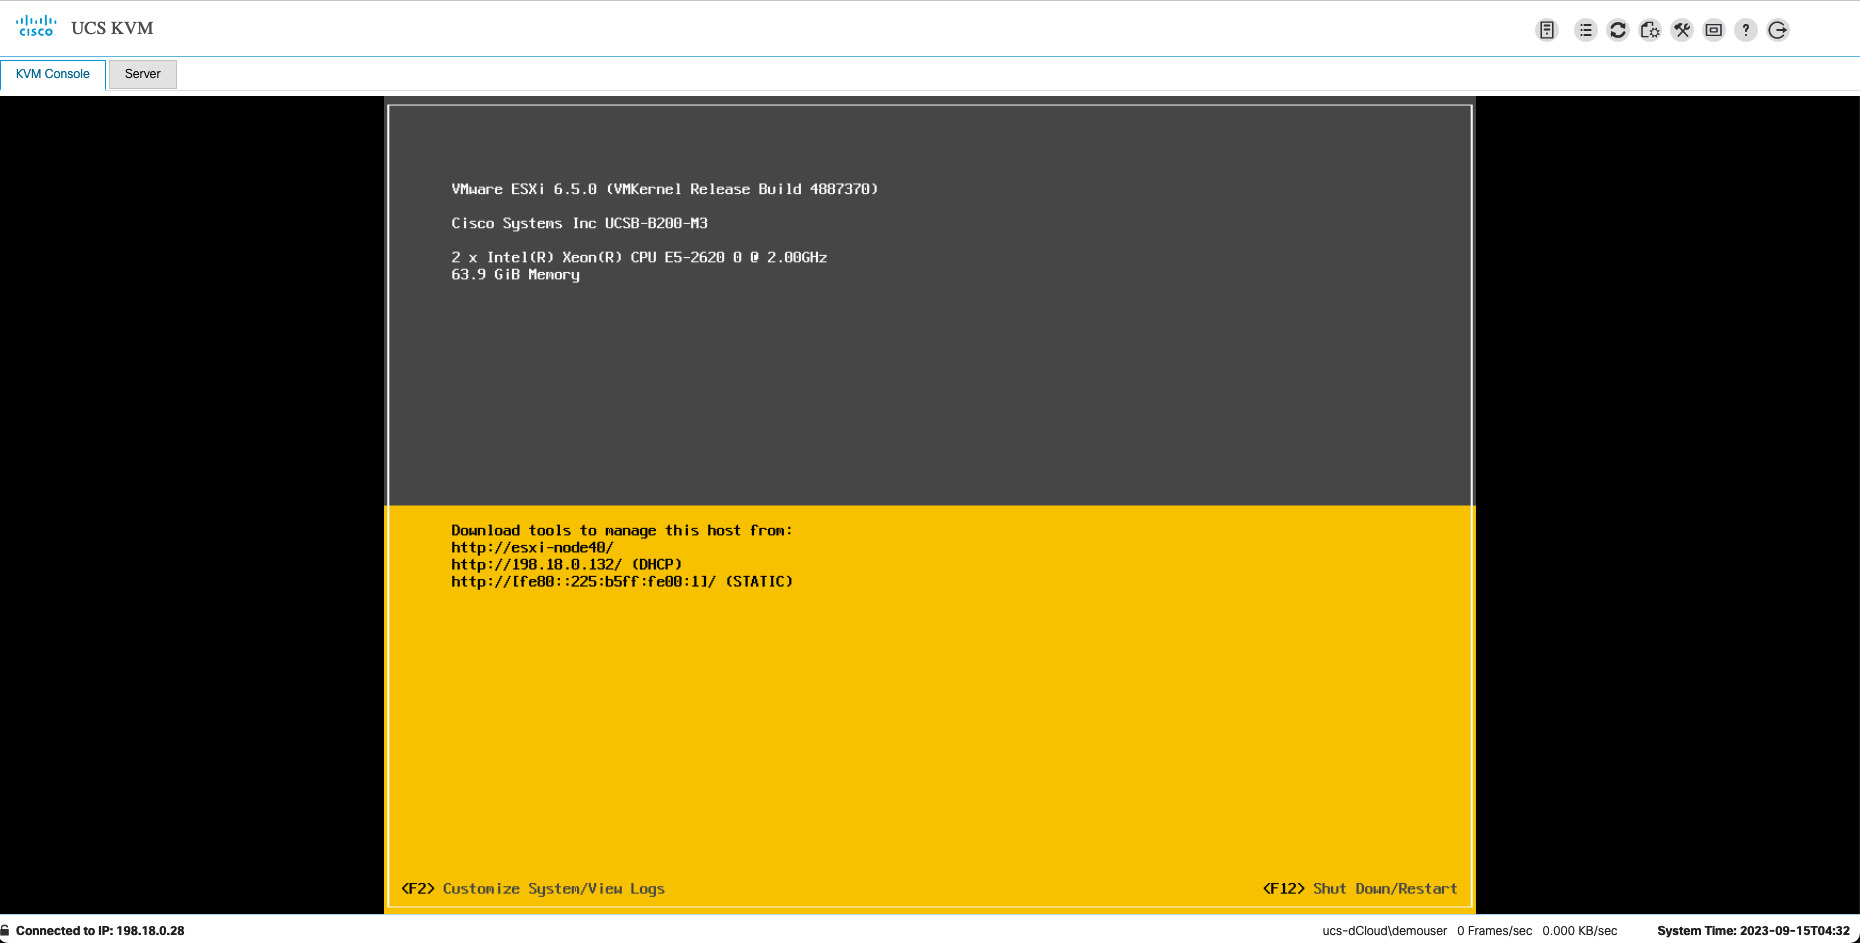 CISCO
UCS KVM
?
KVM Console
Server
VMware ESXi 6.5.0 (VMKernel Release Build 4887370)
Cisco Systems Inc UCSB-B200-M3
2 x Intel(R) Xeon(R) CPU E5-2620 0 @ 2.00GHz
63.9 GiB Memory
Download tools to manage this host from:
http://esxi-node40/
http://198.18.0.132/ (DHCP)
http://[fe80::225:b5ff:fe00:1]/ (STATIC)
<F2> Customize System/View Logs
<F12> Shut Down/Restart
Connected to IP: 198.18.0.28
ucs-dCloud\demouser 0 Frames/sec 0.000 KB/sec System Time: 2023-09-15T04:32